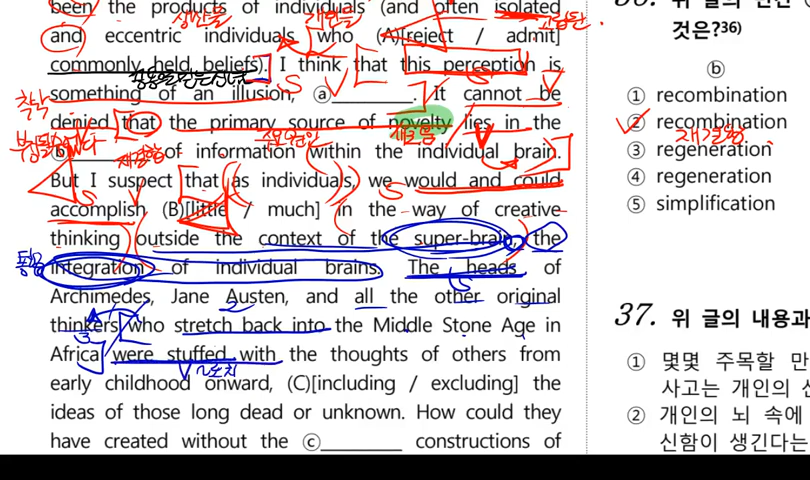 been the products of individuals (and often isolated
and eccentric individuals who (A)[reject / admit]
commonly held beliefs). I think that this perception is
something of an illusion, ⓐ________. It cannot be
denied that the primary source of novelty lies in the
of information within the individual brain.
But I suspect that as individuals, we would and could
accomplish (B)[little / much] in the way of creative
thinking outside the context of the super-brain, the
integration of individual brains. The heads of
Archimedes, Jane Austen, and all the other original
thinkers who stretch back into the Middle Stone Age in
Africa were stuffed with the thoughts of others from
early childhood onward, (C)[including / excluding] the
ideas of those long dead or unknown. How could they
have created without the ⓒ________ constructions of
것은?36)
ⓑ
① recombination
② recombination
③ regeneration
④ regeneration
⑤ simplification
재결합
37. 위 글의 내용과
① 몇몇 주목할 만
사고는 개인의 신
② 개인의 뇌 속에
신함이 생긴다는